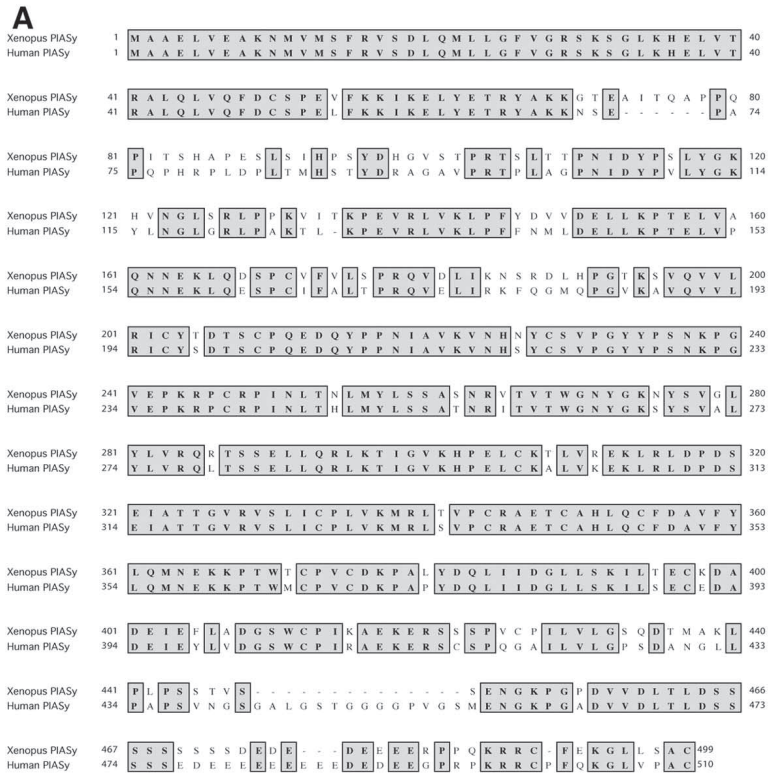 A
Xenopus PIASy 1 M A A E L V E A K N M V M S F R V S D L Q M L L G F V G R S K S G L K H E L V T 40
Human PIASy 1 M A A E L V E A K N M V M S F R V S D L Q M L L G F V G R S K S G L K H E L V T 40
Xenopus PIASy 41 R A L Q L V Q F D C S P E V F K K I K E L Y E T R Y A K K G T E A I T Q A P P Q 80
Human PIASy 41 R A L Q L V Q F D C S P E L F K K I K E L Y E T R Y A K K N S E - - - - - - P A 74
Xenopus PIASy 81 P I T S H A P E S L S I H P S Y D H G V S T P R T S L T T P N I D Y P S L Y G K 120
Human PIASy 75 P Q P H R P L D P L T M H S T Y D R A G A V P R T P L A G P N I D Y P V L Y G K 114
Xenopus PIASy 121 H V N G L S R L P P K V I T K P E V R L V K L P F Y D V V D E L L K P T E L V A 160
Human PIASy 115 Y L N G L G R L P A K T L - K P E V R L V K L P F F N M L D E L L K P T E L V P 153
Xenopus PIASy 161 Q N N E K L Q D S P C V F V L S P R Q V D L I K N S R D L H P G T K S V Q V V L 200
Human PIASy 154 Q N N E K L Q E S P C I F A L T P R Q V E L I R K F Q G M Q P G V K A V Q V V L 193
Xenopus PIASy 201 R I C Y T D T S C P Q E D Q Y P P N I A V K V N H N Y C S V P G Y Y P S N K P G 240
Human PIASy 194 R I C Y S D T S C P Q E D Q Y P P N I A V K V N H S Y C S V P G Y Y P S N K P G 233
Xenopus PIASy 241 V E P K R P C R P I N L T N L M Y L S S A S N R V T V T W G N Y G K N Y S V G L 280
Human PIASy 234 V E P K R P C R P I N L T H L M Y L S S A T N R I T V T W G N Y G K S Y S V A L 273
Xenopus PIASy 281 Y L V R Q R T S S E L L Q R L K T I G V K H P E L C K T L V R E K L R L D P D S 320
Human PIASy 274 Y L V R Q L T S S E L L Q R L K T I G V K H P E L C K A L V K E K L R L D P D S 313
Xenopus PIASy 321 E I A T T G V R V S L I C P L V K M R L T V P C R A E T C A H L Q C F D A V F Y 360
Human PIASy 314 E I A T T G V R V S L I C P L V K M R L S V P C R A E T C A H L Q C F D A V F Y 353
Xenopus PIASy 361 L Q M N E K K P T W T C P V C D K P A L Y D Q L I I D G L L S K I L T E C K D A 400
Human PIASy 354 L Q M N E K K P T W M C P V C D K P A P Y D Q L I I D G L L S K I L S E C E D A 393
Xenopus PIASy 401 D E I E F L A D G S W C P I K A E K E R S S S P V C P I L V L G S Q D T M A K L 440
Human PIASy 394 D E I E Y L V D G S W C P I R A E K E R S C S P Q G A I L V L G P S D A N G L L 433
Xenopus PIASy 441 P L P S S T V S - - - - - - - - - - - - - - S E N G K P G P D V V D L T L D S S 466
Human PIASy 434 P A P S V N G S G A L G S T G G G G P V G S M E N G K P G A D V V D L T L D S S 473
Xenopus PIASy 467 S S S S S S S D E D E - - - D E E E E R P P Q K R R C - F E K G L L S A C 499
Human PIASy 474 S S S E D E E E E E E E E E D E D E E G P R P K R R C P F Q K G L V P A C 510